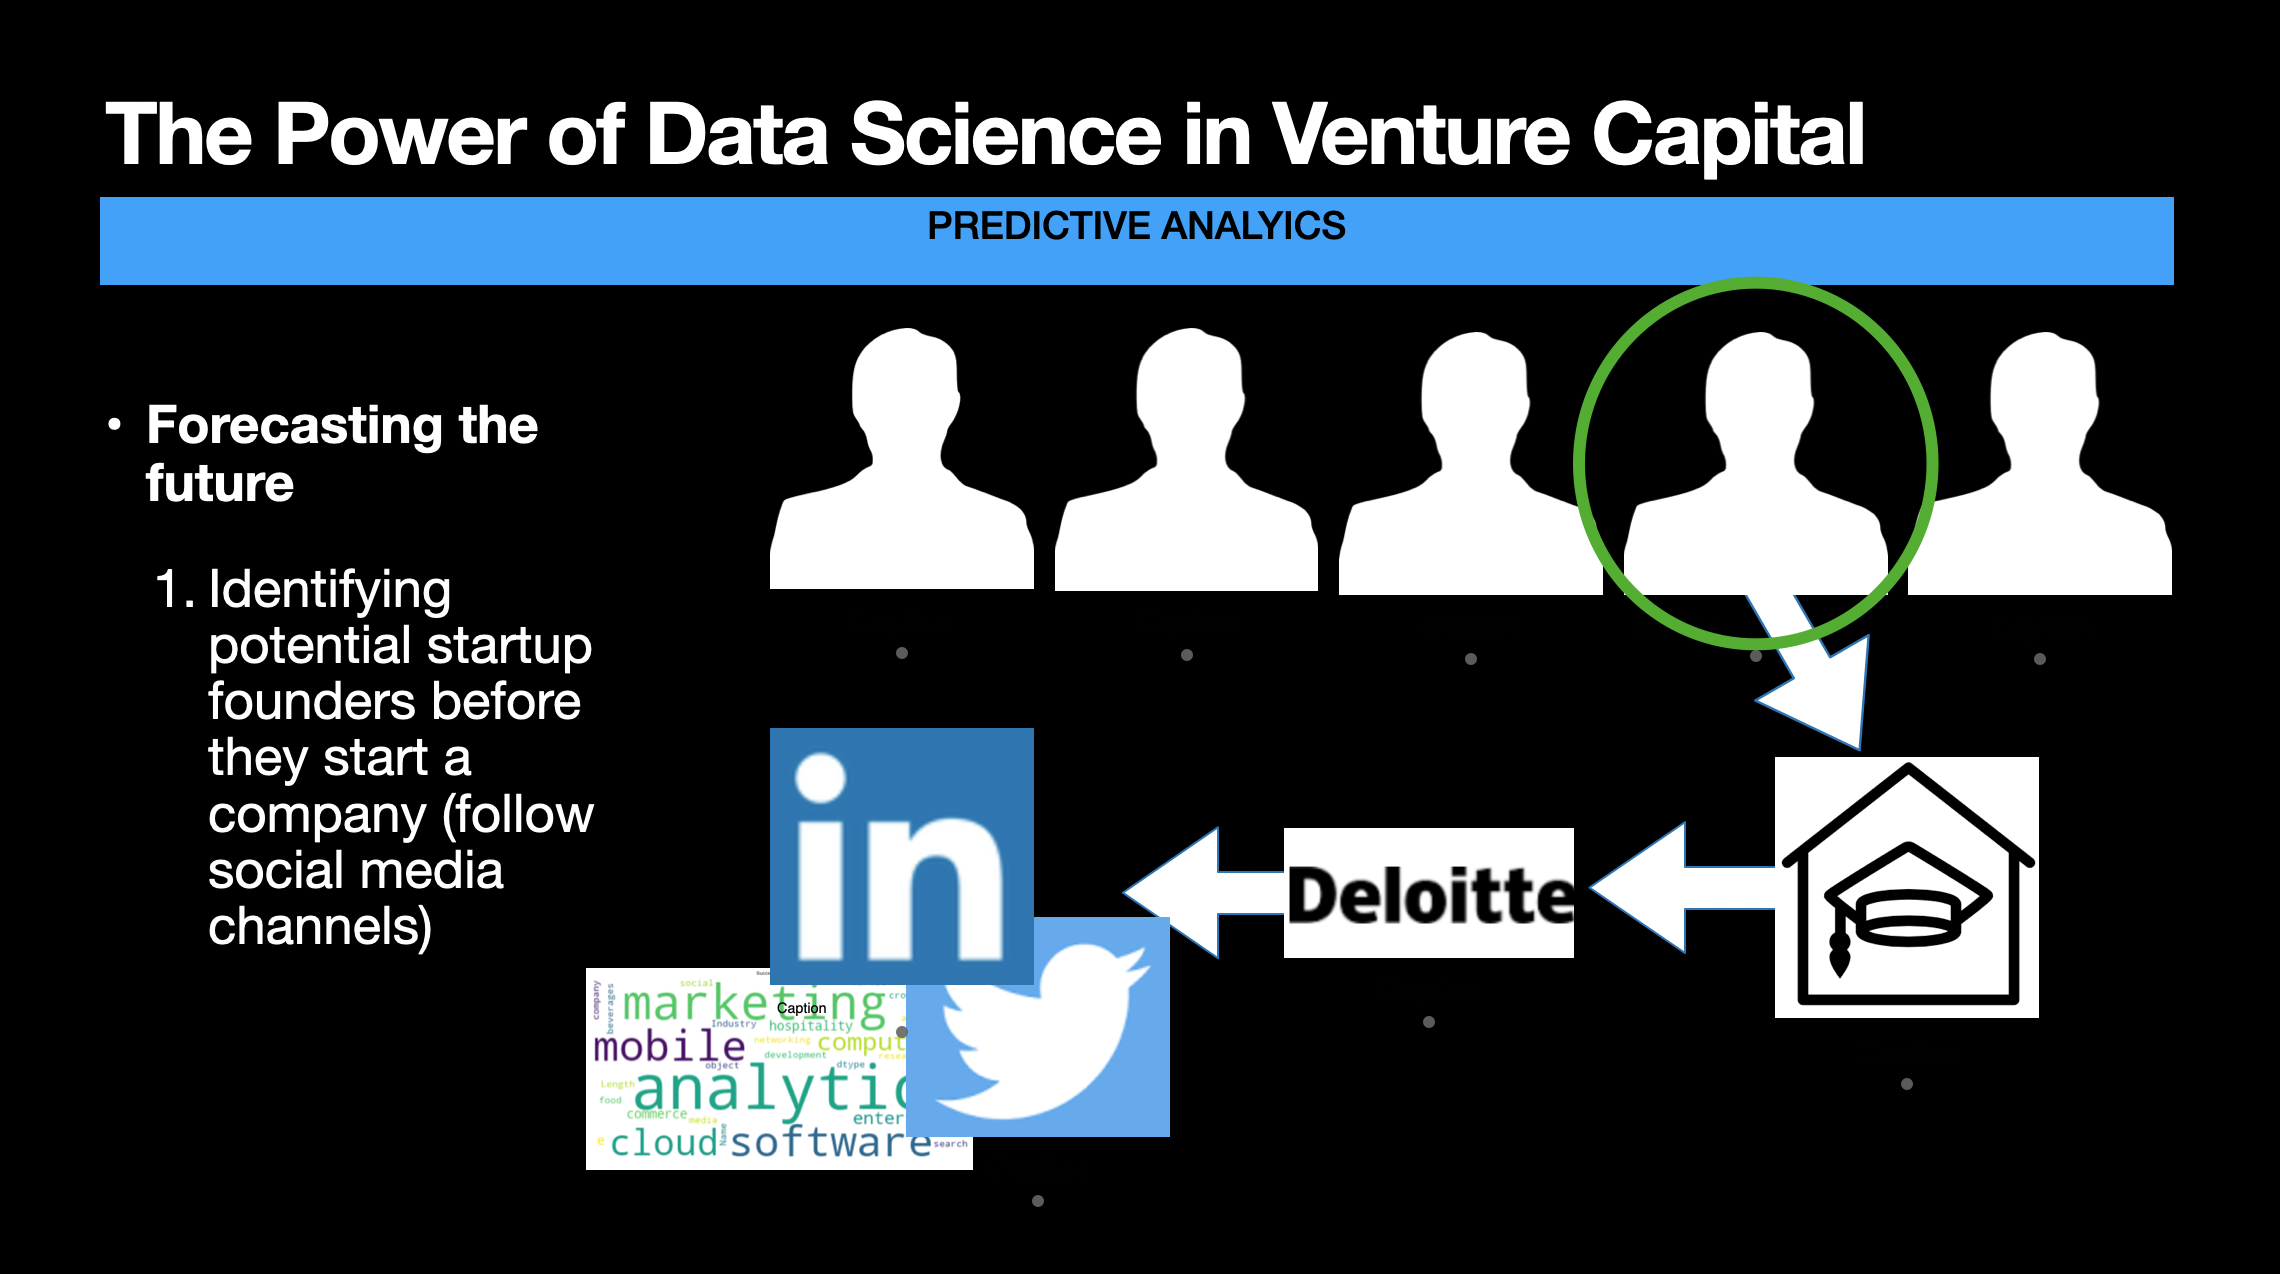 The Power of Data Science in Venture Capital
PREDICTIVE ANALYICS
• Forecasting the
future
1. Identifying
potential startup
founders before
they start a
company (follow
social media
channels)
in
Deloitte
company
beverages
social
marketing
Caption
Industry
hospitality
mobile
networking
development
object
dtype
Length
analytic
food
commerce
media
enter
e
cloud
Name
software
search